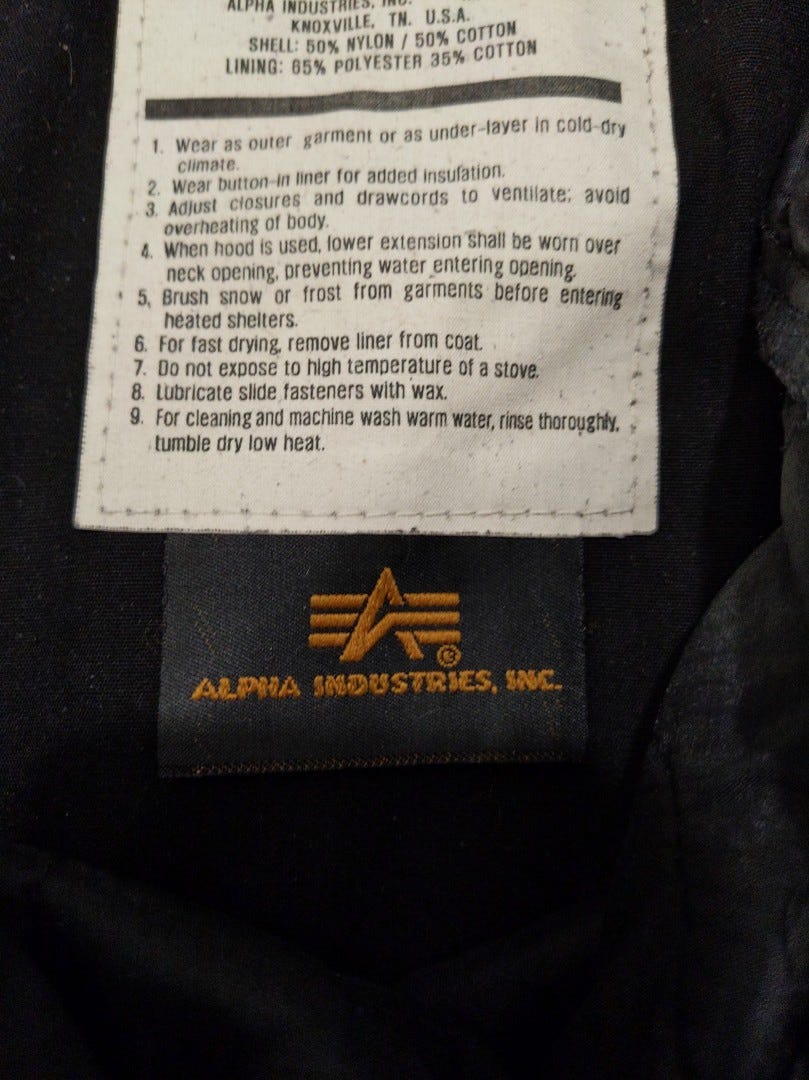 ALPHA INDUSTRIES, INC.
KNOXVILLE, TN. U.S.A.
SHELL: 50% NYLON / 50% COTTON
LINING: 65% POLYESTER 35% COTTON
1. Wear as outer garment or as under-layer in cold-dry
climate.
2. Wear button-in liner for added insulation.
3. Adjust closures and drawcords to ventilate; avoid
overheating of body.
4. When hood is used, lower extension shall be worn over
neck opening, preventing water entering opening.
5. Brush snow or frost from garments before entering
heated shelters.
6. For fast drying, remove liner from coat.
7. Do not expose to high temperature of a stove.
8. Lubricate slide fasteners with wax.
9. For cleaning and machine wash warm water, rinse thoroughly,
tumble dry low heat.
A
®
ALPHA INDUSTRIES, INC.